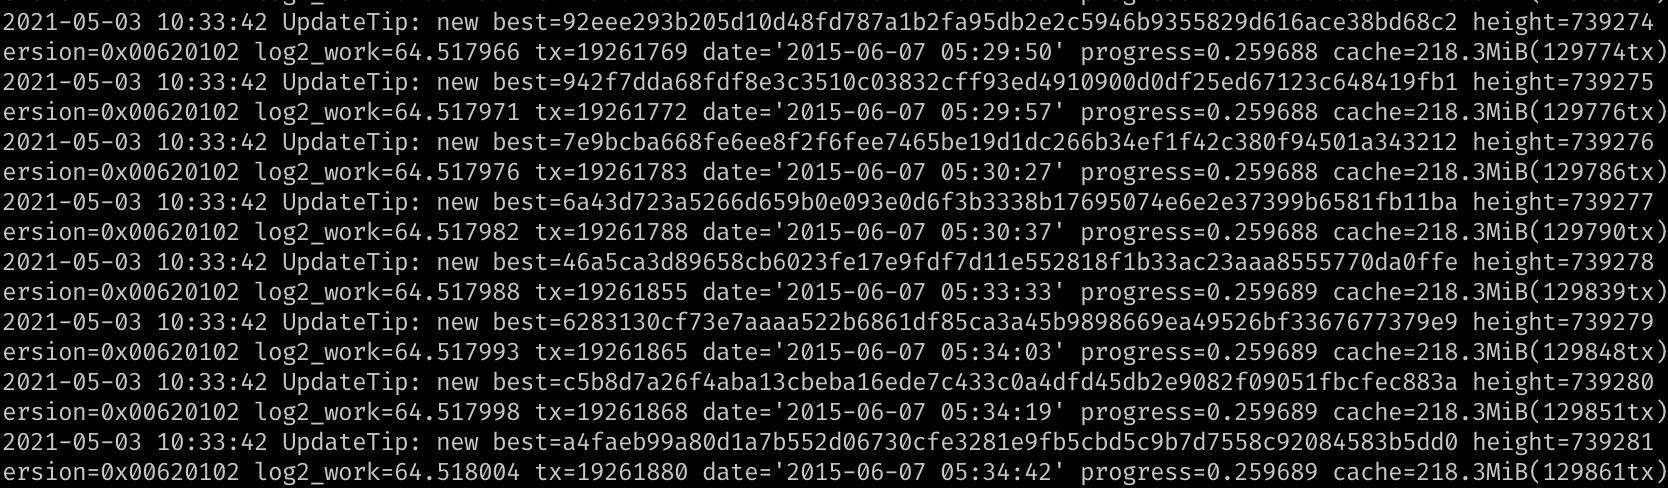 2021-05-03 10:33:42 UpdateTip: new best=92eee293b205d10d48fd787a1b2fa95db2e2c5946b9355829d616ace38bd68c2 height=739274
ersion=0x00620102 log2_work=64.517966 tx=19261769 date='2015-06-07 05:29:50' progress=0.259688 cache=218.3MiB(129774tx)
2021-05-03 10:33:42 UpdateTip: new best=942f7dda68fdf8e3c3510c03832cff93ed4910900d0df25ed67123c648419fb1 height=739275
ersion=0x00620102 log2_work=64.517971 tx=19261772 date='2015-06-07 05:29:57' progress=0.259688 cache=218.3MiB(129776tx)
2021-05-03 10:33:42 UpdateTip: new best=7e9bcba668fe6ee8f2f6fee7465be19d1dc266b34ef1f42c380f94501a343212 height=739276
ersion=0x00620102 log2_work=64.517976 tx=19261783 date='2015-06-07 05:30:27' progress=0.259688 cache=218.3MiB(129786tx)
2021-05-03 10:33:42 UpdateTip: new best=6a43d723a5266d659b0e093e0d6f3b3338b17695074e6e2e37399b6581fb11ba height=739277
ersion=0x00620102 log2_work=64.517982 tx=19261788 date='2015-06-07 05:30:37' progress=0.259688 cache=218.3MiB(129790tx)
2021-05-03 10:33:42 UpdateTip: new best=46a5ca3d89658cb6023fe17e9fdf7d11e552818f1b33ac23aaa8555770da0ffe height=739278
ersion=0x00620102 log2_work=64.517988 tx=19261855 date='2015-06-07 05:33:33' progress=0.259689 cache=218.3MiB(129839tx)
2021-05-03 10:33:42 UpdateTip: new best=6283130cf73e7aaaa522b6861df85ca3a45b9898669ea49526bf3367677379e9 height=739279
ersion=0x00620102 log2_work=64.517993 tx=19261865 date='2015-06-07 05:34:03' progress=0.259689 cache=218.3MiB(129848tx)
2021-05-03 10:33:42 UpdateTip: new best=c5b8d7a26f4aba13cbeba16ede7c433c0a4dfd45db2e9082f09051fbcfec883a height=739280
ersion=0x00620102 log2_work=64.517998 tx=19261868 date='2015-06-07 05:34:19' progress=0.259689 cache=218.3MiB(129851tx)
2021-05-03 10:33:42 UpdateTip: new best=a4faeb99a80d1a7b552d06730cfe3281e9fb5cbd5c9b7d7558c92084583b5dd0 height=739281
ersion=0x00620102 log2_work=64.518004 tx=19261880 date='2015-06-07 05:34:42' progress=0.259689 cache=218.3MiB(129861tx)